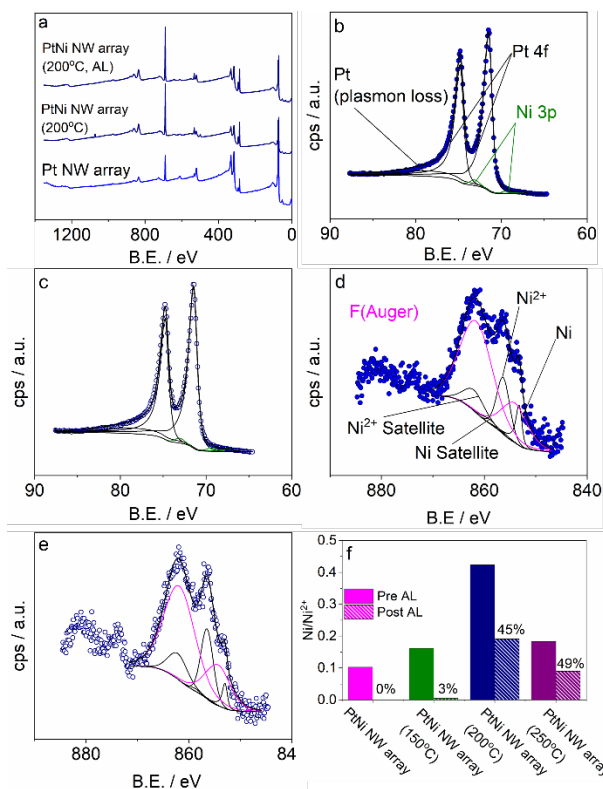 a
PtNi NW array
(200°C, AL)
PtNi NW array
(200°C)
Pt NW array
1200
800
400
0
B.E. / eV
b
Pt
(plasmon loss)
Pt 4f
Ni 3p
cps / a.u.
90
80
70
60
B.E. / eV
c
cps / a.u.
90
80
70
60
B.E. / eV
d
F(Auger)
Ni²⁺
Ni
Ni²⁺ Satellite
Ni Satellite
cps / a.u.
880
860
840
B.E / eV
e
cps / a.u.
880
860
84
B.E. / eV
f
Ni/Ni²⁺
0.5
0.4
0.3
0.2
0.1
0.0
Pre AL
Post AL
0%
3%
45%
49%
PtNi NW array
PtNi NW array
(150°C)
PtNi NW array
(200°C)
PtNi NW array
(250°C)